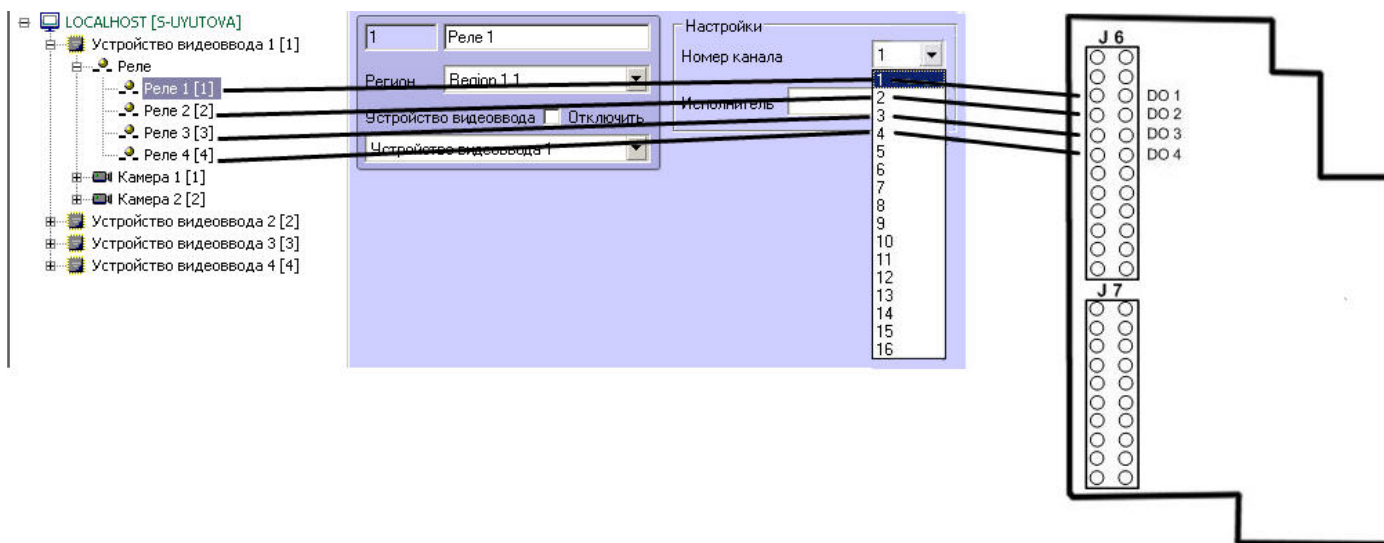 LOCALHOST [S-UYUTOVA]
Устройство видеоввода 1 [1]
Реле
Реле 1 [1]
Реле 2 [2]
Реле 3 [3]
Реле 4 [4]
Камера 1 [1]
Камера 2 [2]
Устройство видеоввода 2 [2]
Устройство видеоввода 3 [3]
Устройство видеоввода 4 [4]
1
Реле 1
Регион
Region 1.1
Устройство видеоввода
Отключить
Устройство видеоввода 1
Настройки
Номер канала
1
Исполнитель
1
2
3
4
5
6
7
8
9
10
11
12
13
14
15
16
J 6
DO 1
DO 2
DO 3
DO 4
J 7